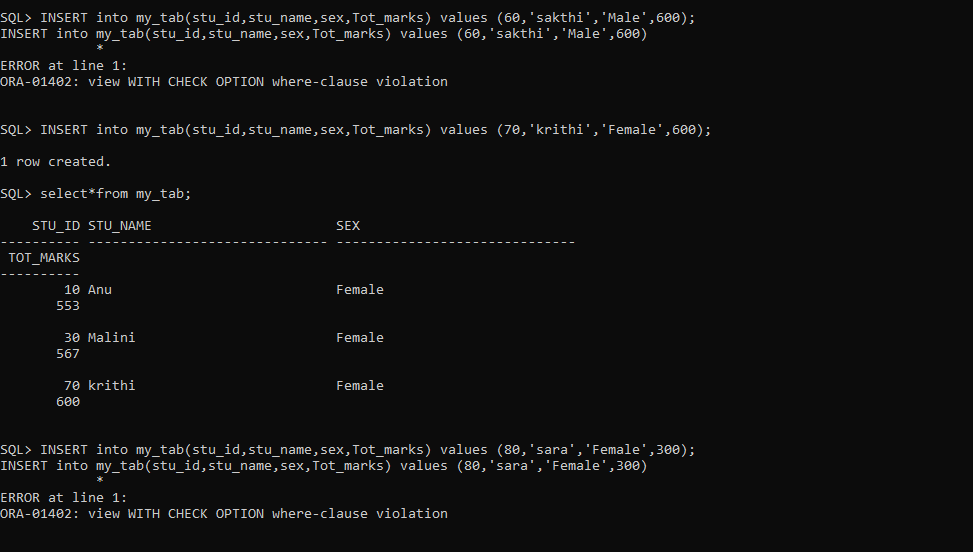 SQL> INSERT into my_tab(stu_id,stu_name,sex,Tot_marks) values (60,'sakthi','Male',600);
INSERT into my_tab(stu_id,stu_name,sex,Tot_marks) values (60,'sakthi','Male',600)
            *
ERROR at line 1:
ORA-01402: view WITH CHECK OPTION where-clause violation
SQL> INSERT into my_tab(stu_id,stu_name,sex,Tot_marks) values (70,'krithi','Female',600);
1 row created.
SQL> select*from my_tab;
    STU_ID STU_NAME                       SEX
---------- ------------------------------ ------------------------------
 TOT_MARKS
----------
        10 Anu                            Female
       553
        30 Malini                         Female
       567
        70 krithi                         Female
       600
SQL> INSERT into my_tab(stu_id,stu_name,sex,Tot_marks) values (80,'sara','Female',300);
INSERT into my_tab(stu_id,stu_name,sex,Tot_marks) values (80,'sara','Female',300)
            *
ERROR at line 1:
ORA-01402: view WITH CHECK OPTION where-clause violation